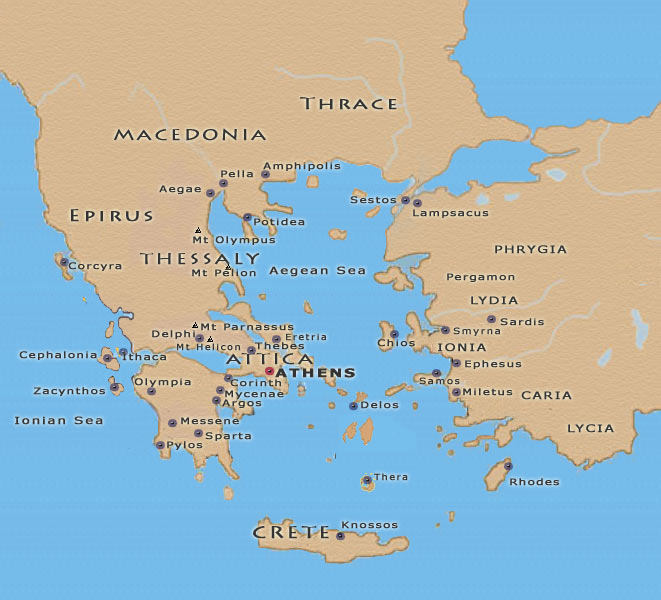 THRACE
MACEDONIA
Amphipolis
Pella
Aegae
Sestos
Lampsacus
EPIRUS
Potidea
Mt Olympus
PHRYGIA
THESSALY
Corcyra
Mt Pelion
Aegean Sea
Pergamon
LYDIA
Sardis
Mt Parnassus
Smyrna
Delphi
Eretria
Chios
Mt Helicon
Thebes
IONIA
Cephalonia
Ithaca
ATTICA
Ephesus
ATHENS
Olympia
Corinth
Samos
Zacynthos
Mycenae
Miletus
CARIA
Argos
Delos
Ionian Sea
Messene
LYCIA
Sparta
Pylos
Thera
Rhodes
Knossos
CRETE